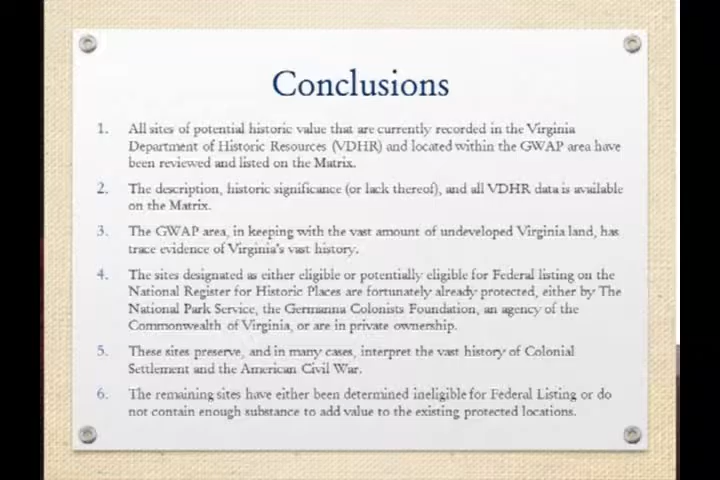 Conclusions
1. All sites of potential historic value that are currently recorded in the Virginia
Department of Historic Resources (VDHR) and located within the GWAP area have
been reviewed and listed on the Matrix.
2. The description, historic significance (or lack thereof), and all VDHR data is available
on the Matrix.
3. The GWAP area, in keeping with the vast amount of undeveloped Virginia land, has
trace evidence of Virginia's vast history.
4. The sites designated as either eligible or potentially eligible for Federal listing on the
National Register for Historic Places are fortunately already protected, either by The
National Park Service, the Germanna Colonists Foundation, an agency of the
Commonwealth of Virginia, or are in private ownership.
5. These sites preserve, and in many cases, interpret the vast history of Colonial
Settlement and the American Civil War.
6. The remaining sites have either been determined ineligible for Federal Listing or do
not contain enough substance to add value to the existing protected locations.